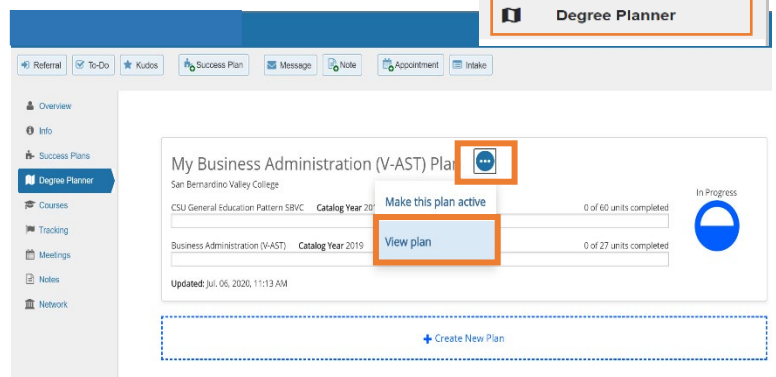 Degree Planner
Referral To-Do Kudos Success Plan Message Note Appointment Intake
Overview
Info
Success Plans
Degree Planner
Courses
Tracking
Meetings
Notes
Network
My Business Administration (V-AST) Pla
San Bernardino Valley College
CSU General Education Pattern SBVC Catalog Year 20 0 of 60 units completed
Make this plan active
View plan
Business Administration (V-AST) Catalog Year 2019 0 of 27 units completed
In Progress
Updated: Jul. 06, 2020, 11:13 AM
+ Create New Plan